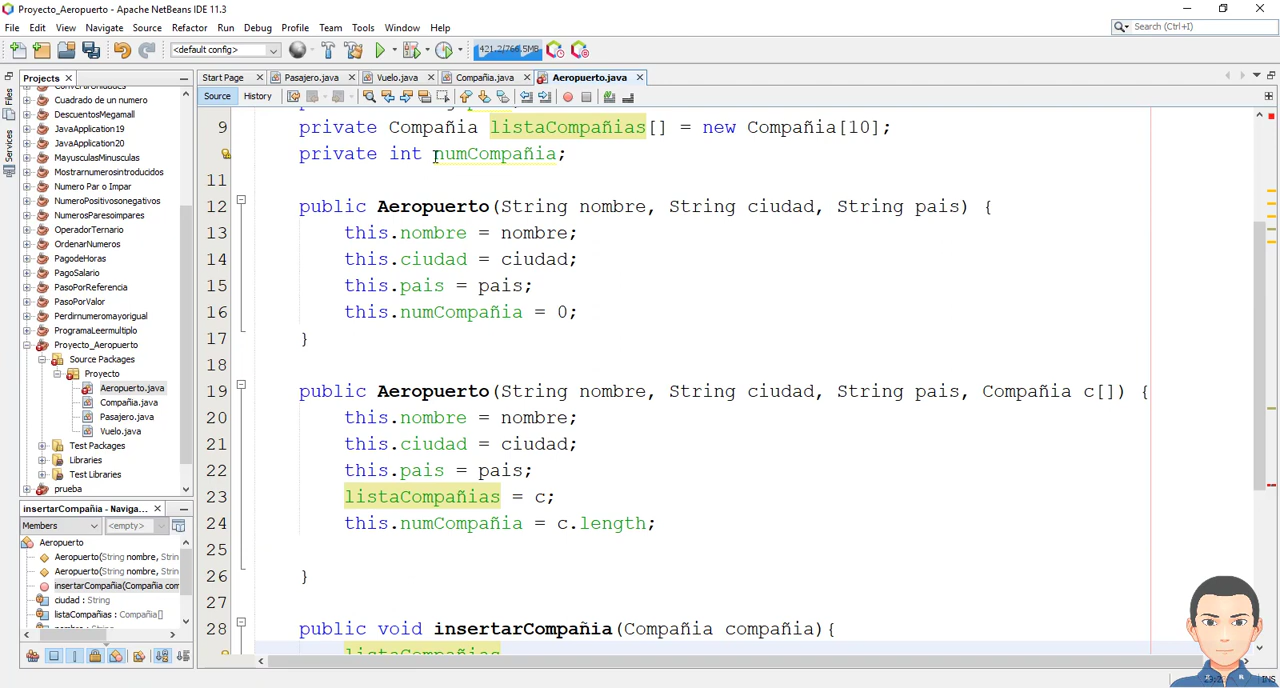 Proyecto_Aeropuerto - Apache NetBeans IDE 11.3
File Edit View Navigate Source Refactor Run Debug Profile Team Tools Window Help
Search (Ctrl+I)
<default config>
421.2/766.5MB
Projects
Start Page Pasajero.java Vuelo.java Compañia.java Aeropuerto.java
Source History
Files
Services
Cuadrado de un numero
DescuentosMegamall
JavaApplication19
JavaApplication20
MayusculasMinusculas
Mostrarnumerosintroducidos
Numero Par o Impar
NumeroPositivosonegativos
NumerosParesoimpares
OperadorTernario
OrdenarNumeros
PagodeHoras
PagoSalario
PasoPorReferencia
PasoPorValor
Perdirnumeromayorigual
ProgramaLeermultiplo
Proyecto_Aeropuerto
Source Packages
Proyecto
Aeropuerto.java
Compañia.java
Pasajero.java
Vuelo.java
Test Packages
Libraries
Test Libraries
prueba
insertarCompañia - Naviga...
Members <empty>
Aeropuerto
Aeropuerto(String nombre, Strin
Aeropuerto(String nombre, Strin
insertarCompañia(Compañia com
ciudad : String
listaCompañias : Compañia[]
9 private Compañia listaCompañias[] = new Compañia[10];
private int numCompañia;
11
12 public Aeropuerto(String nombre, String ciudad, String pais) {
13 this.nombre = nombre;
14 this.ciudad = ciudad;
15 this.pais = pais;
16 this.numCompañia = 0;
17 }
18
19 public Aeropuerto(String nombre, String ciudad, String pais, Compañia c[]) {
20 this.nombre = nombre;
21 this.ciudad = ciudad;
22 this.pais = pais;
23 listaCompañias = c;
24 this.numCompañia = c.length;
25
26 }
27
28 public void insertarCompañia(Compañia compañia){
listaCompañias
INS